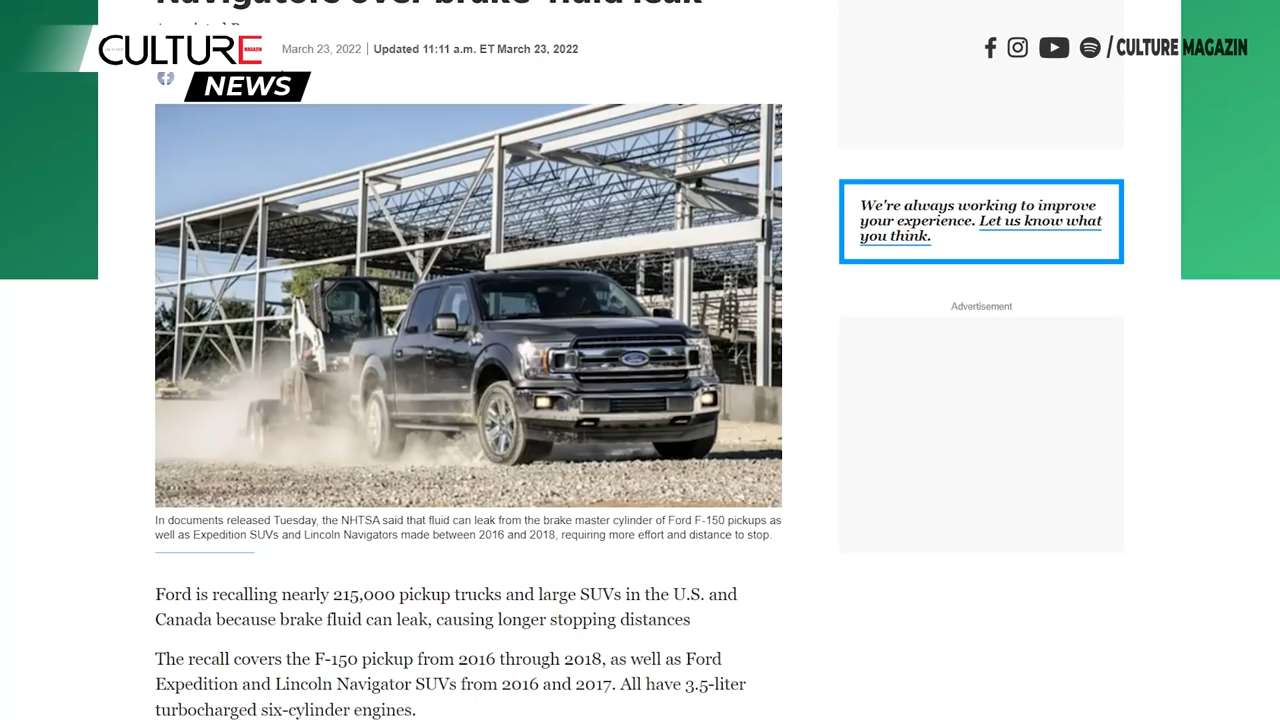 Navigators over brake-fluid leak
CULTURE
MAGAZIN
NEWS
March 23, 2022 | Updated 11:11 a.m. ET March 23, 2022
/ CULTURE MAGAZIN
We're always working to improve
your experience. Let us know what
you think.
Advertisement
In documents released Tuesday, the NHTSA said that fluid can leak from the brake master cylinder of Ford F-150 pickups as
well as Expedition SUVs and Lincoln Navigators made between 2016 and 2018, requiring more effort and distance to stop.
Ford is recalling nearly 215,000 pickup trucks and large SUVs in the U.S. and
Canada because brake fluid can leak, causing longer stopping distances
The recall covers the F-150 pickup from 2016 through 2018, as well as Ford
Expedition and Lincoln Navigator SUVs from 2016 and 2017. All have 3.5-liter
turbocharged six-cylinder engines.